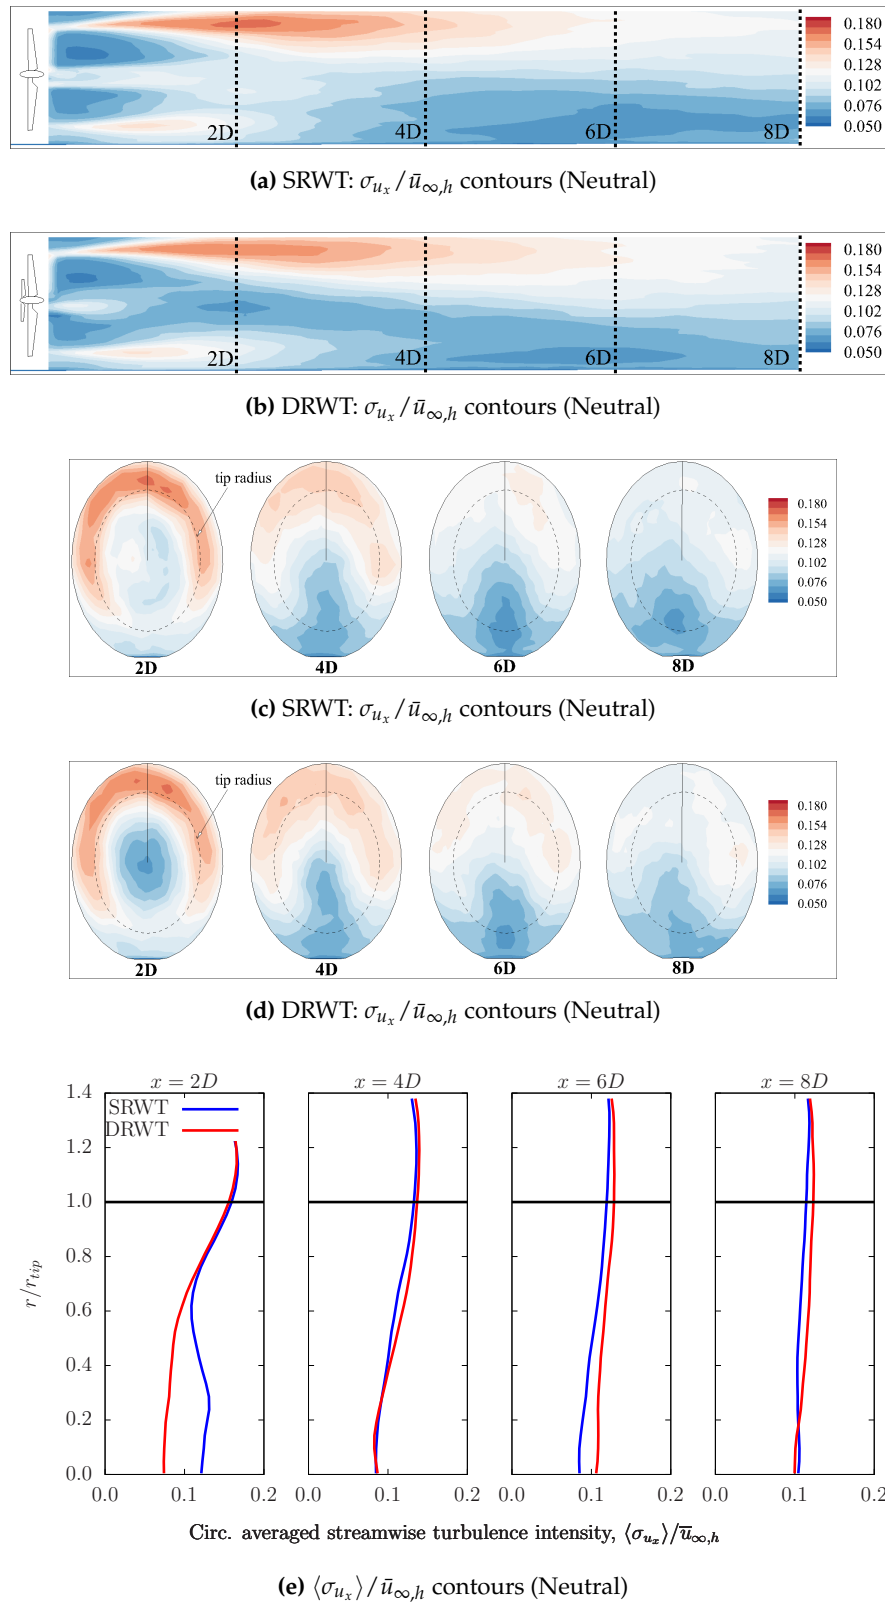 0.180
0.154
0.128
0.102
0.076
0.050
2D 4D 6D 8D
(a) SRWT: σ_{u_x}/ū_{∞,h} contours (Neutral)
0.180
0.154
0.128
0.102
0.076
0.050
2D 4D 6D 8D
(b) DRWT: σ_{u_x}/ū_{∞,h} contours (Neutral)
tip radius
0.180
0.154
0.128
0.102
0.076
0.050
2D 4D 6D 8D
(c) SRWT: σ_{u_x}/ū_{∞,h} contours (Neutral)
tip radius
0.180
0.154
0.128
0.102
0.076
0.050
2D 4D 6D 8D
(d) DRWT: σ_{u_x}/ū_{∞,h} contours (Neutral)
x = 2D x = 4D x = 6D x = 8D
1.4
SRWT
DRWT
1.2
1.0
0.8
r/r_{tip}
0.6
0.4
0.2
0.0
0.0 0.1 0.2 0.0 0.1 0.2 0.0 0.1 0.2 0.0 0.1 0.2
Circ. averaged streamwise turbulence intensity, ⟨σ_{u_x}⟩/ū_{∞,h}
(e) ⟨σ_{u_x}⟩/ū_{∞,h} contours (Neutral)